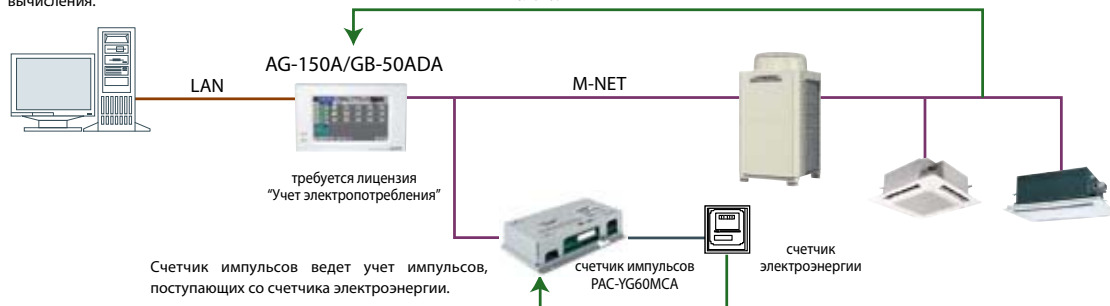 вычисления.
AG-150A/GB-50ADA
LAN
M-NET
требуется лицензия
"Учет электропотребления"
Счетчик импульсов ведет учет импульсов,
поступающих со счетчика электроэнергии.
счетчик импульсов
PAC-YG60MCA
счетчик
электроэнергии